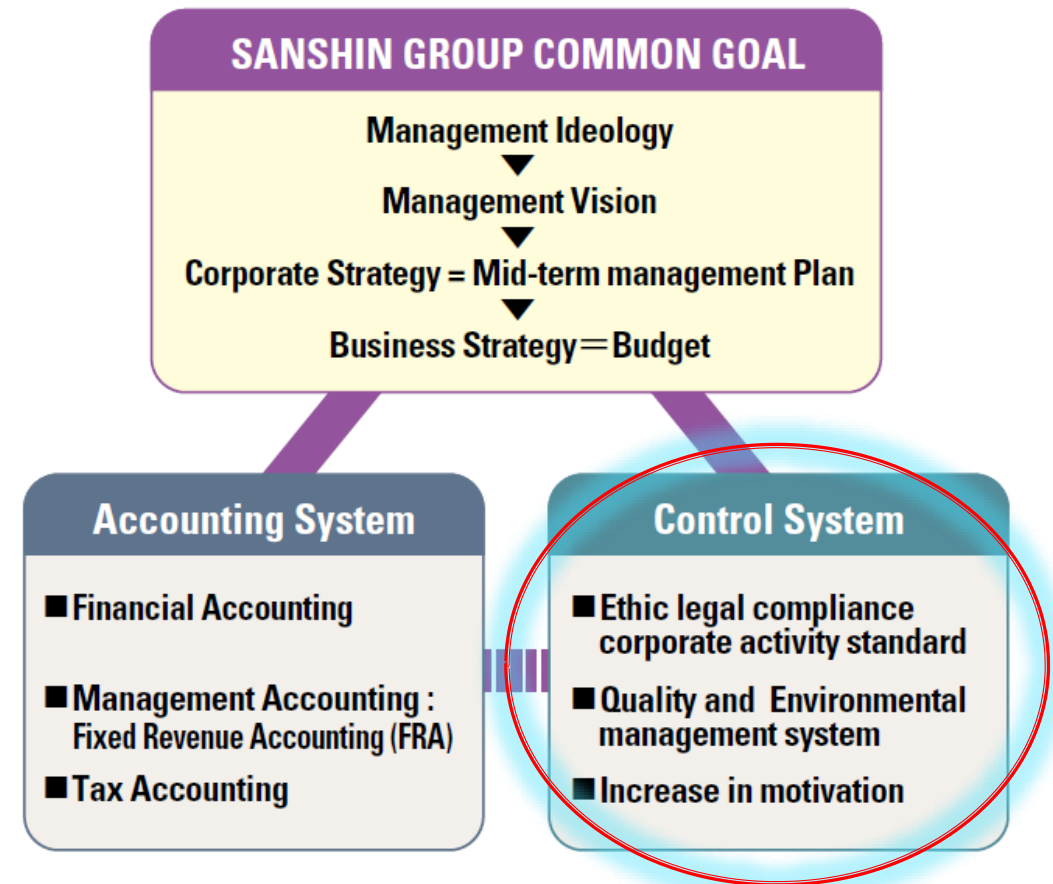 SANSHIN GROUP COMMON GOAL
Management Ideology
▼
Management Vision
▼
Corporate Strategy = Mid-term management Plan
▼
Business Strategy＝Budget
Accounting System
■ Financial Accounting
■ Management Accounting :
Fixed Revenue Accounting (FRA)
■ Tax Accounting
Control System
■ Ethic legal compliance
corporate activity standard
■ Quality and Environmental
management system
■ Increase in motivation